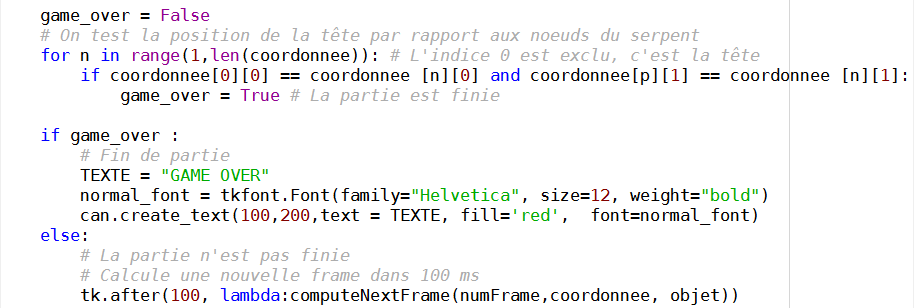 game_over = False
# On test la position de la tête par rapport aux noeuds du serpent
for n in range(1,len(coordonnee)): # L'indice 0 est exclu, c'est la tête
    if coordonnee[0][0] == coordonnee [n][0] and coordonnee[p][1] == coordonnee [n][1]:
        game_over = True # La partie est finie

if game_over :
    # Fin de partie
    TEXTE = "GAME OVER"
    normal_font = tkfont.Font(family="Helvetica", size=12, weight="bold")
    can.create_text(100,200,text = TEXTE, fill='red',  font=normal_font)
else:
    # La partie n'est pas finie
    # Calcule une nouvelle frame dans 100 ms
    tk.after(100, lambda:computeNextFrame(numFrame,coordonnee, objet))